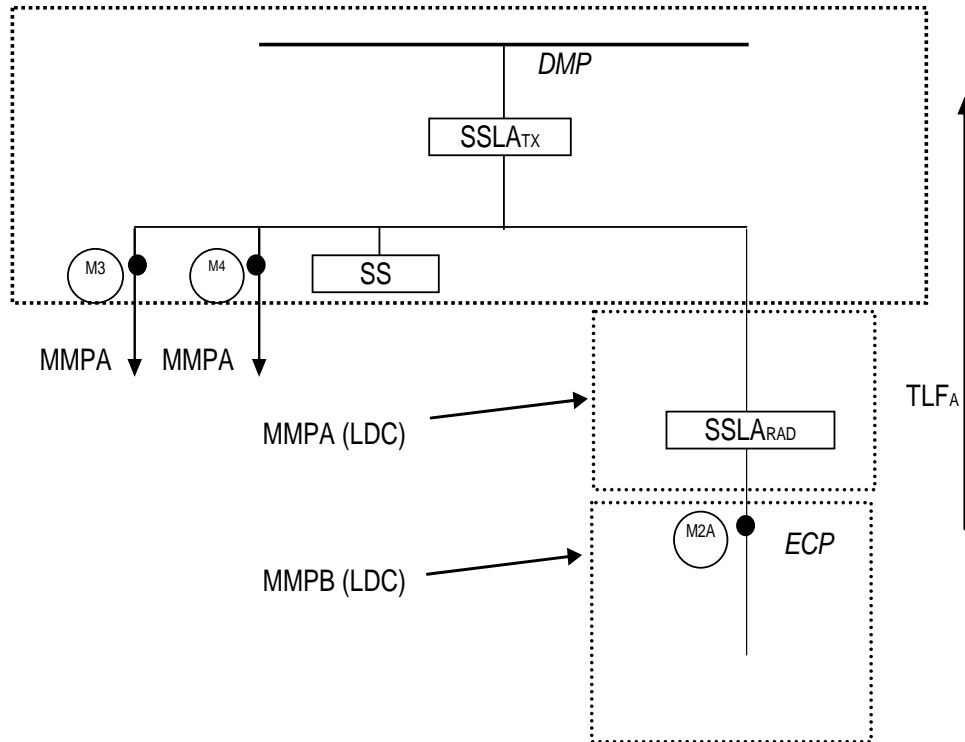 DMP
SSLATX
M3
M4
SS
MMPA
MMPA
TLFA
MMPA (LDC)
SSLARAD
M2A
ECP
MMPB (LDC)